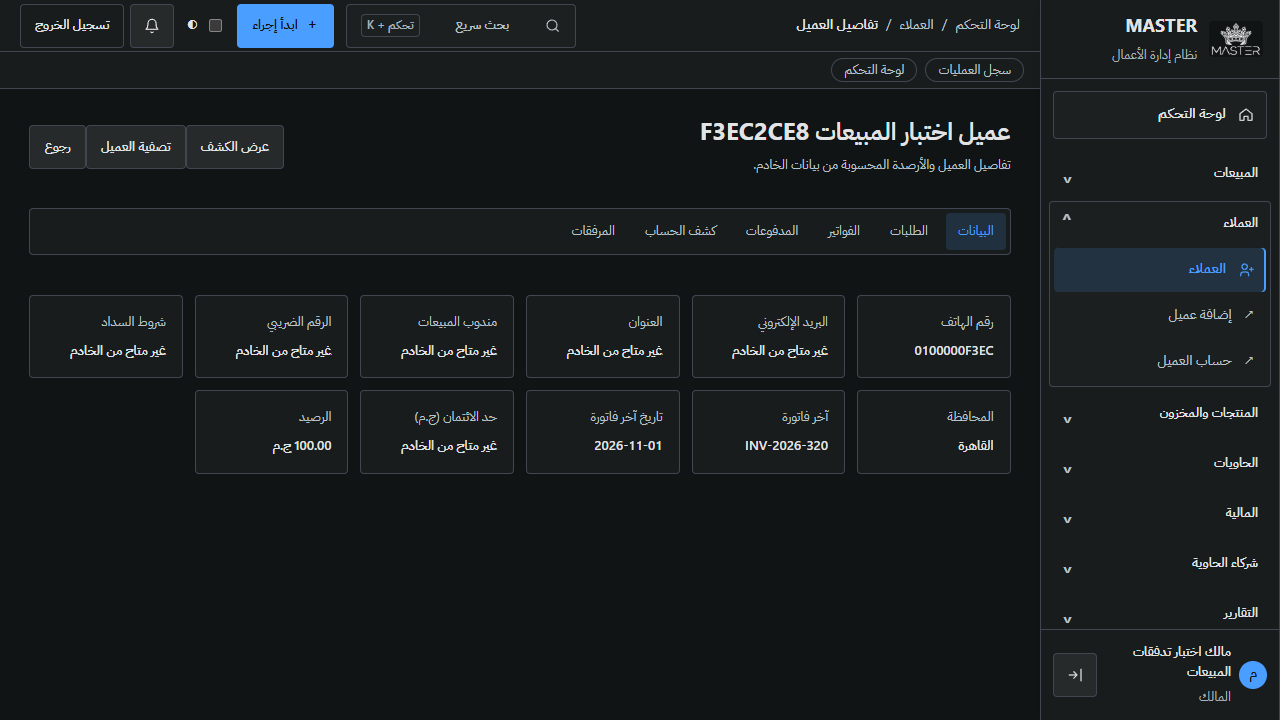 MASTER
نظام إدارة الأعمال
MASTER
لوحة التحكم
المبيعات
العملاء
العملاء
إضافة عميل
حساب العميل
المنتجات والمخزون
الحاويات
المالية
شركاء الحاوية
التقارير
م
مالك اختبار تدفقات
المبيعات
المالك
لوحة التحكم / العملاء / تفاصيل العميل
بحث سريع
تحكم + K
+ ابدأ إجراء
تسجيل الخروج
سجل العمليات
لوحة التحكم
عميل اختبار المبيعات F3EC2CE8
تفاصيل العميل والأرصدة المحسوبة من بيانات الخادم.
عرض الكشف
تصفية العميل
رجوع
البيانات
الطلبات
الفواتير
المدفوعات
كشف الحساب
المرفقات
رقم الهاتف
0100000F3EC
البريد الإلكتروني
غير متاح من الخادم
العنوان
غير متاح من الخادم
مندوب المبيعات
غير متاح من الخادم
الرقم الضريبي
غير متاح من الخادم
شروط السداد
غير متاح من الخادم
المحافظة
القاهرة
آخر فاتورة
INV-2026-320
تاريخ آخر فاتورة
2026-11-01
حد الائتمان (ج.م)
غير متاح من الخادم
الرصيد
100.00 ج.م